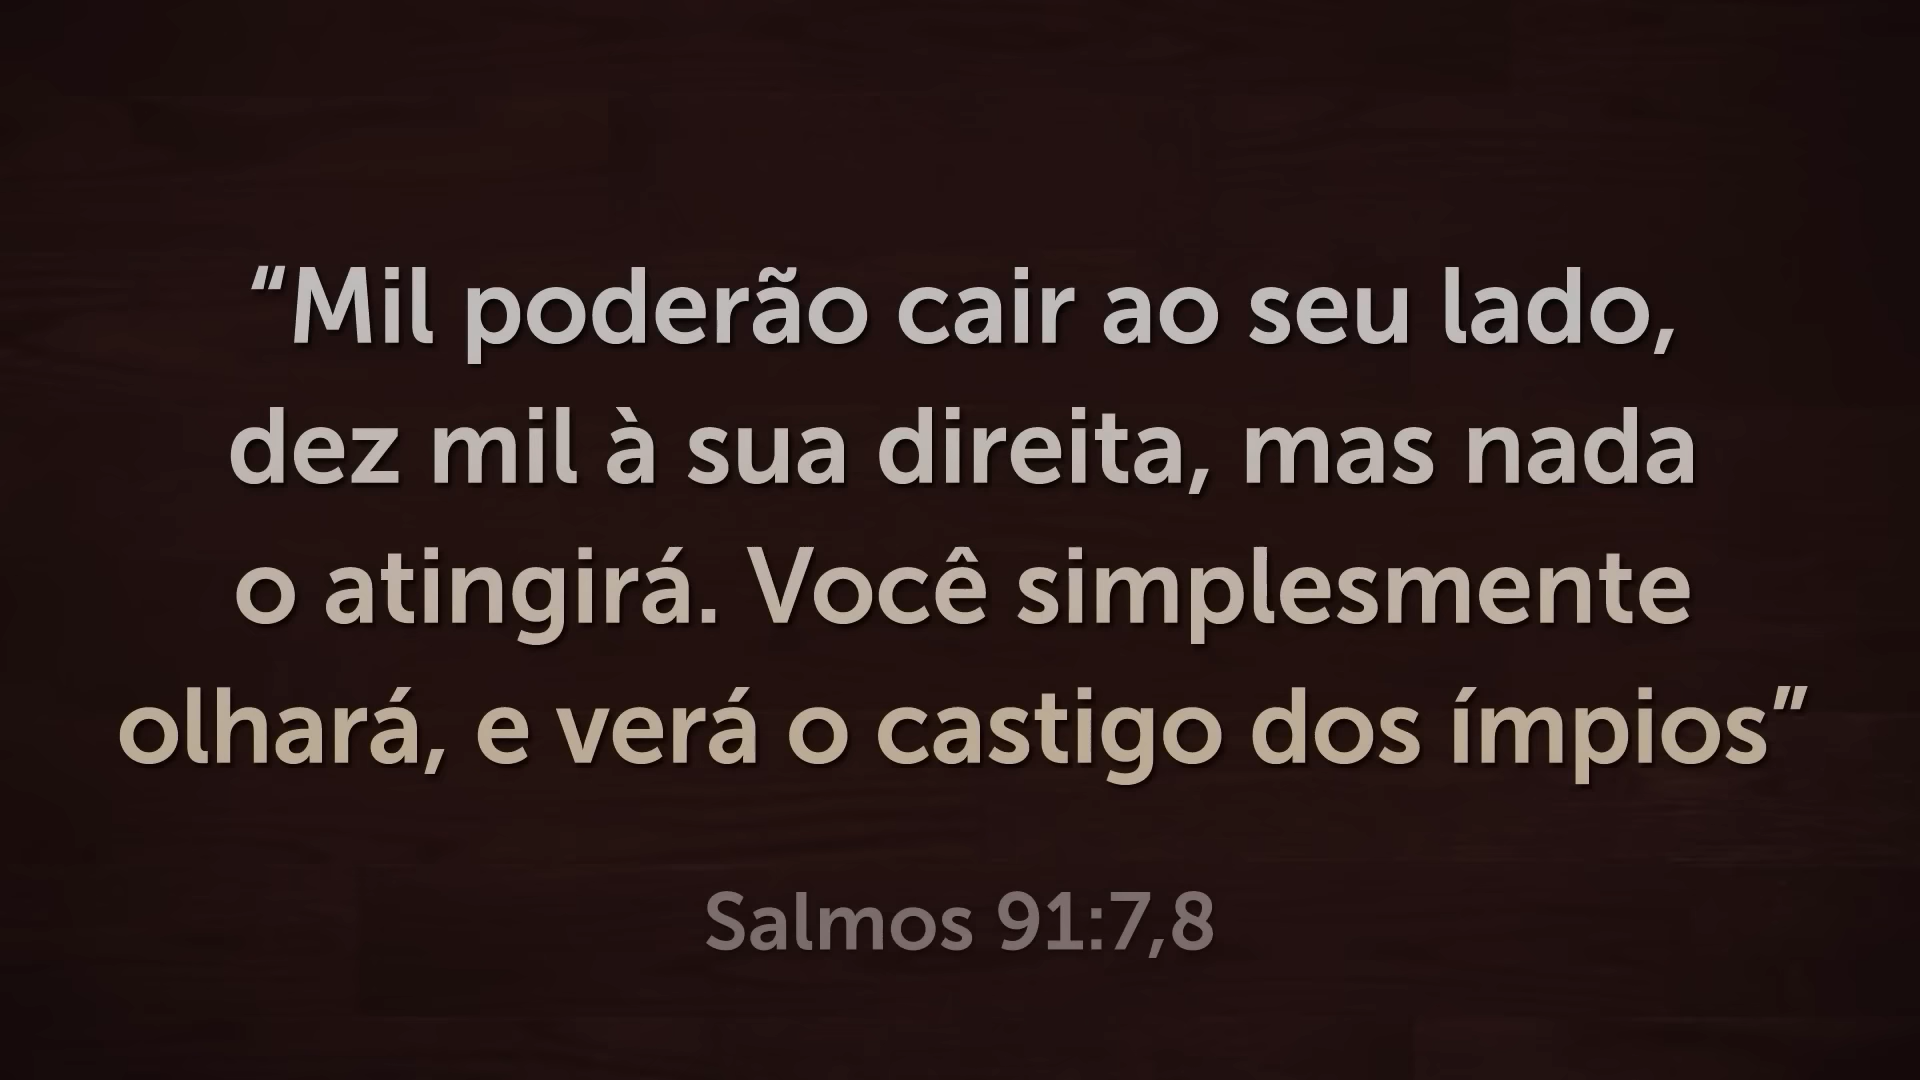 “Mil poderão cair ao seu lado,
dez mil à sua direita, mas nada
o atingirá. Você simplesmente
olhará, e verá o castigo dos ímpios”
Salmos 91:7,8